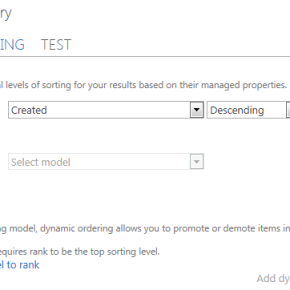 ry
ING TEST
l levels of sorting for your results based on their managed properties.
Created Descending
Select model
ng model, dynamic ordering allows you to promote or demote items in
equires rank to be the top sorting level.
l to rank
Add dy